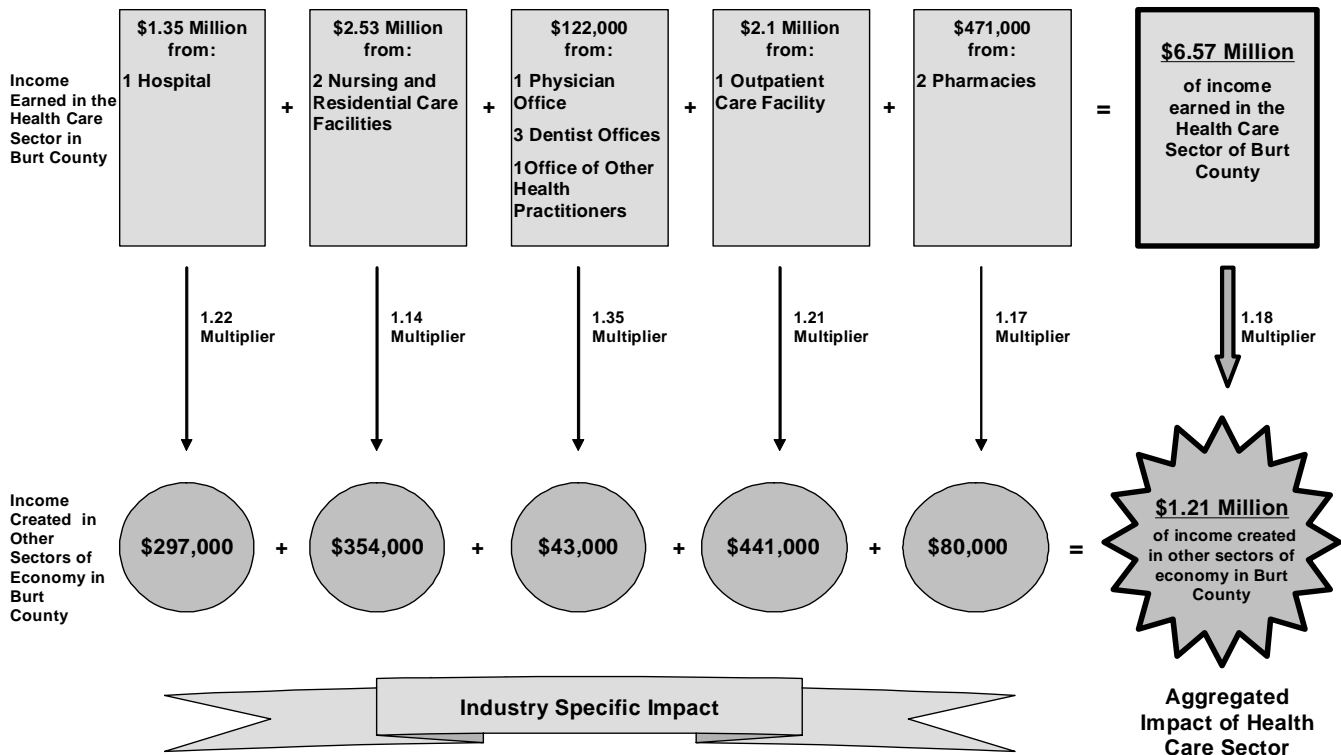 Income
Earned in the
Health Care
Sector in
Burt County
$1.35 Million
from:
1 Hospital
+
$2.53 Million
from:
2 Nursing and
Residential Care
Facilities
+
$122,000
from:
1 Physician
Office
3 Dentist Offices
1Office of Other
Health
Practitioners
+
$2.1 Million
from:
1 Outpatient
Care Facility
+
$471,000
from:
2 Pharmacies
=
$6.57 Million
of income
earned in the
Health Care
Sector of Burt
County
1.22
Multiplier
1.14
Multiplier
1.35
Multiplier
1.21
Multiplier
1.17
Multiplier
1.18
Multiplier
Income
Created in
Other
Sectors of
Economy in
Burt
County
$297,000
+
$354,000
+
$43,000
+
$441,000
+
$80,000
=
$1.21 Million
of income created
in other sectors of
economy in Burt
County
Industry Specific Impact
Aggregated
Impact of Health
Care Sector